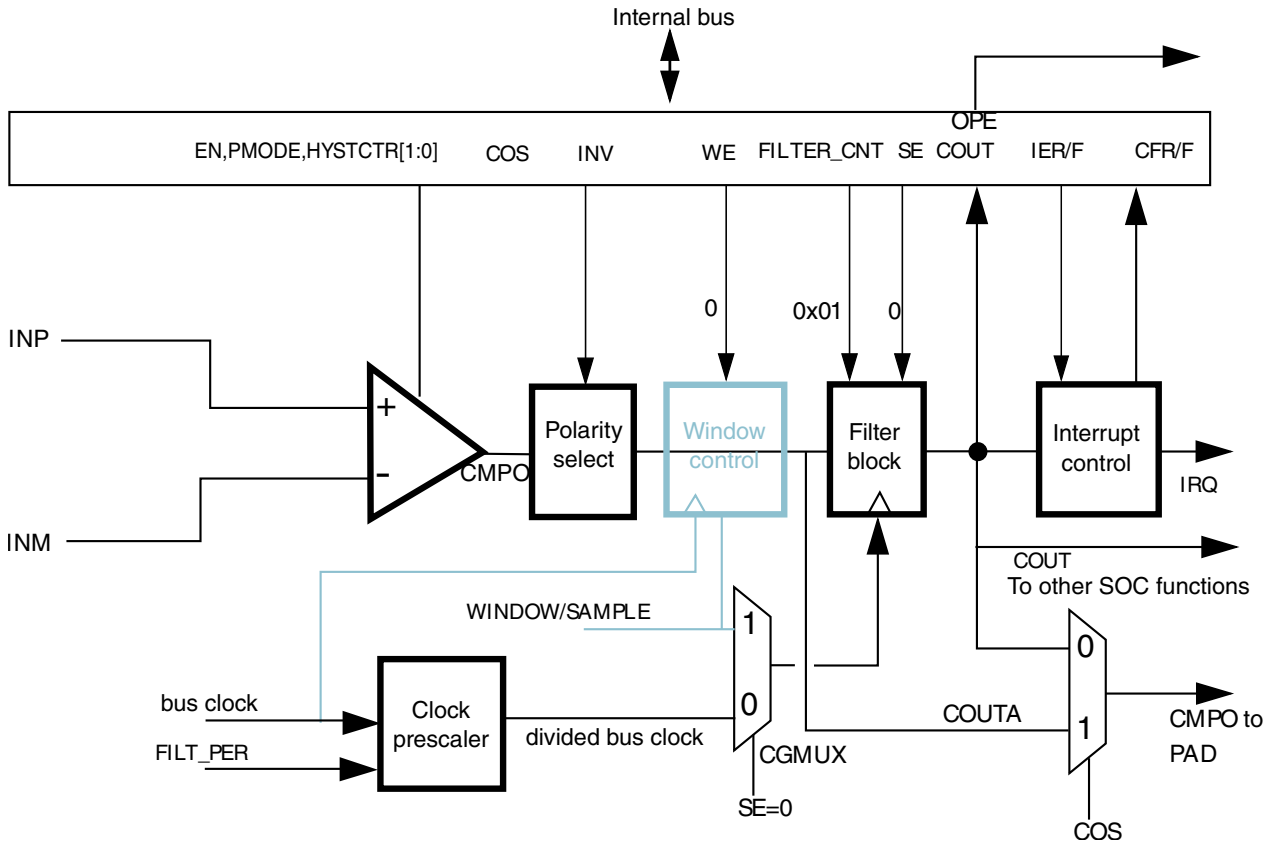 Internal bus
OPE
EN,PMODE,HYSTCTR[1:0] COS INV WE FILTER_CNT SE COUT IER/F CFR/F
0 0x01 0
INP
+
-
CMPO
Polarity
select
Window
control
Filter
block
Interrupt
control
IRQ
INM
COUT
To other SOC functions
WINDOW/SAMPLE
1
0
0
1
bus clock
FILT_PER
Clock
prescaler
divided bus clock
CGMUX
SE=0
COUTA
CMPO to
PAD
COS